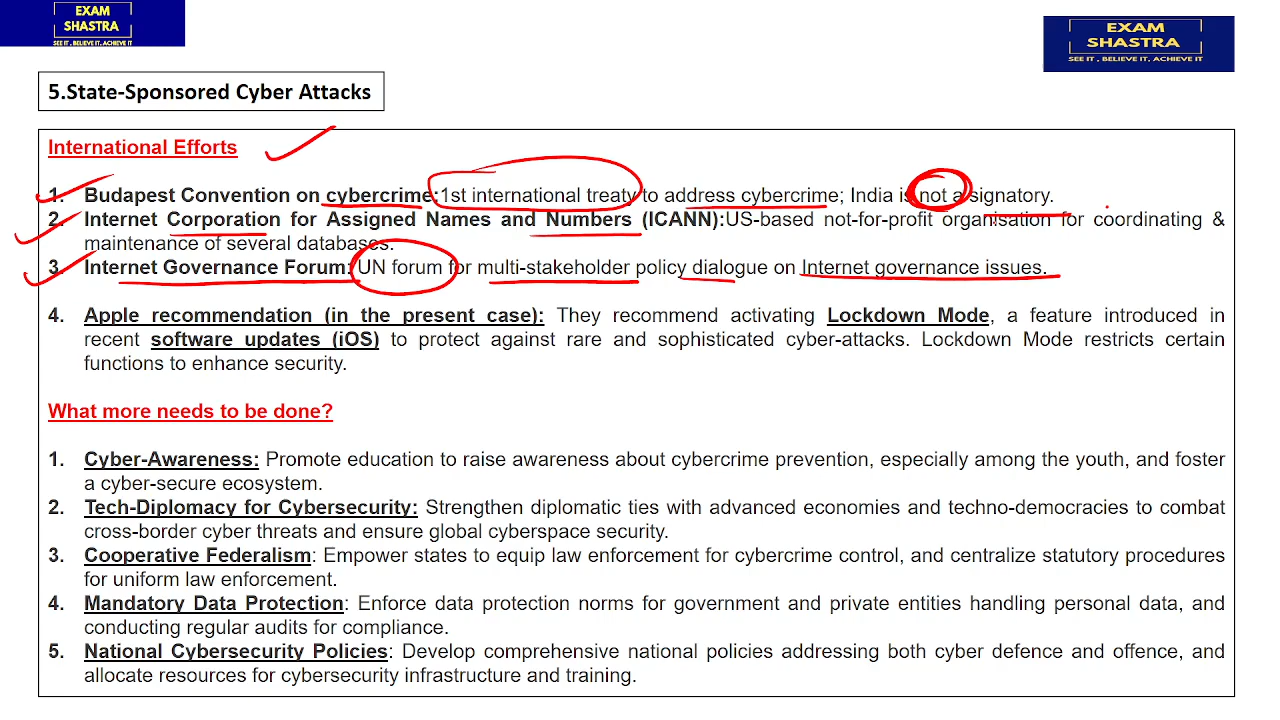 EXAM
SHASTRA
SEE IT , BELIEVE IT, ACHIEVE IT
EXAM
SHASTRA
SEE IT , BELIEVE IT, ACHIEVE IT
5.State-Sponsored Cyber Attacks
International Efforts
1. Budapest Convention on cybercrime:1st international treaty to address cybercrime; India is not a signatory.
2. Internet Corporation for Assigned Names and Numbers (ICANN):US-based not-for-profit organisation for coordinating &
maintenance of several databases.
3. Internet Governance Forum: UN forum for multi-stakeholder policy dialogue on Internet governance issues.
4. Apple recommendation (in the present case): They recommend activating Lockdown Mode, a feature introduced in
recent software updates (iOS) to protect against rare and sophisticated cyber-attacks. Lockdown Mode restricts certain
functions to enhance security.
What more needs to be done?
1. Cyber-Awareness: Promote education to raise awareness about cybercrime prevention, especially among the youth, and foster
a cyber-secure ecosystem.
2. Tech-Diplomacy for Cybersecurity: Strengthen diplomatic ties with advanced economies and techno-democracies to combat
cross-border cyber threats and ensure global cyberspace security.
3. Cooperative Federalism: Empower states to equip law enforcement for cybercrime control, and centralize statutory procedures
for uniform law enforcement.
4. Mandatory Data Protection: Enforce data protection norms for government and private entities handling personal data, and
conducting regular audits for compliance.
5. National Cybersecurity Policies: Develop comprehensive national policies addressing both cyber defence and offence, and
allocate resources for cybersecurity infrastructure and training.